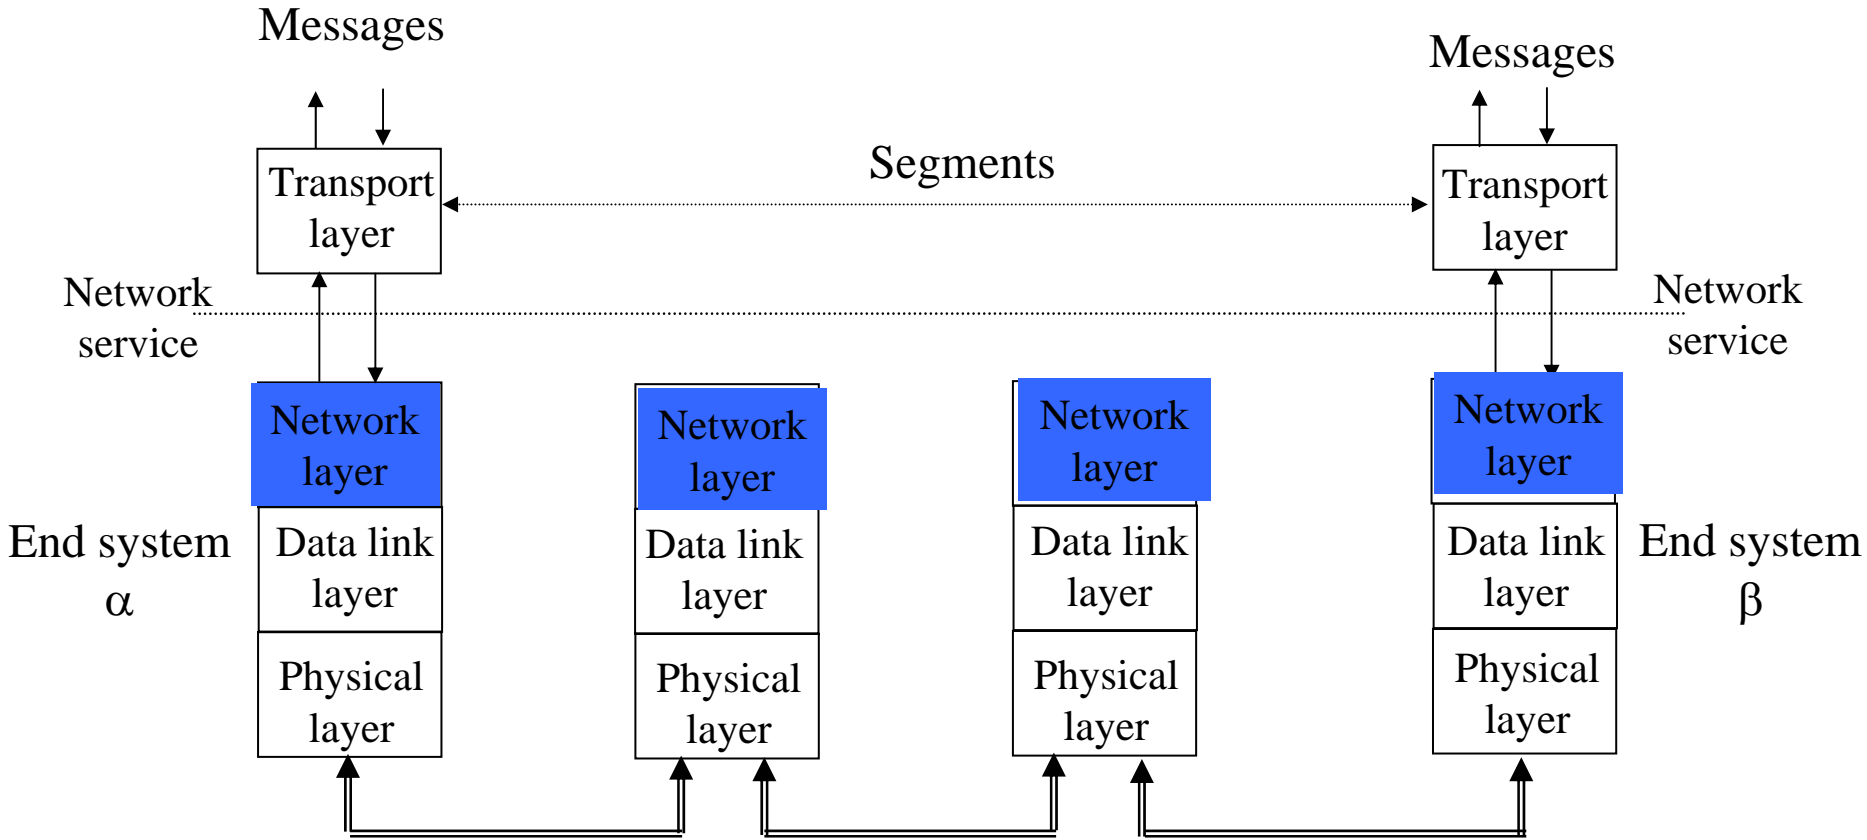 Messages
Messages
Segments
Transport
layer
Transport
layer
Network
service
Network
service
Network
layer
Network
layer
Network
layer
Network
layer
End system
α
Data link
layer
Data link
layer
Data link
layer
Data link
layer
End system
β
Physical
layer
Physical
layer
Physical
layer
Physical
layer